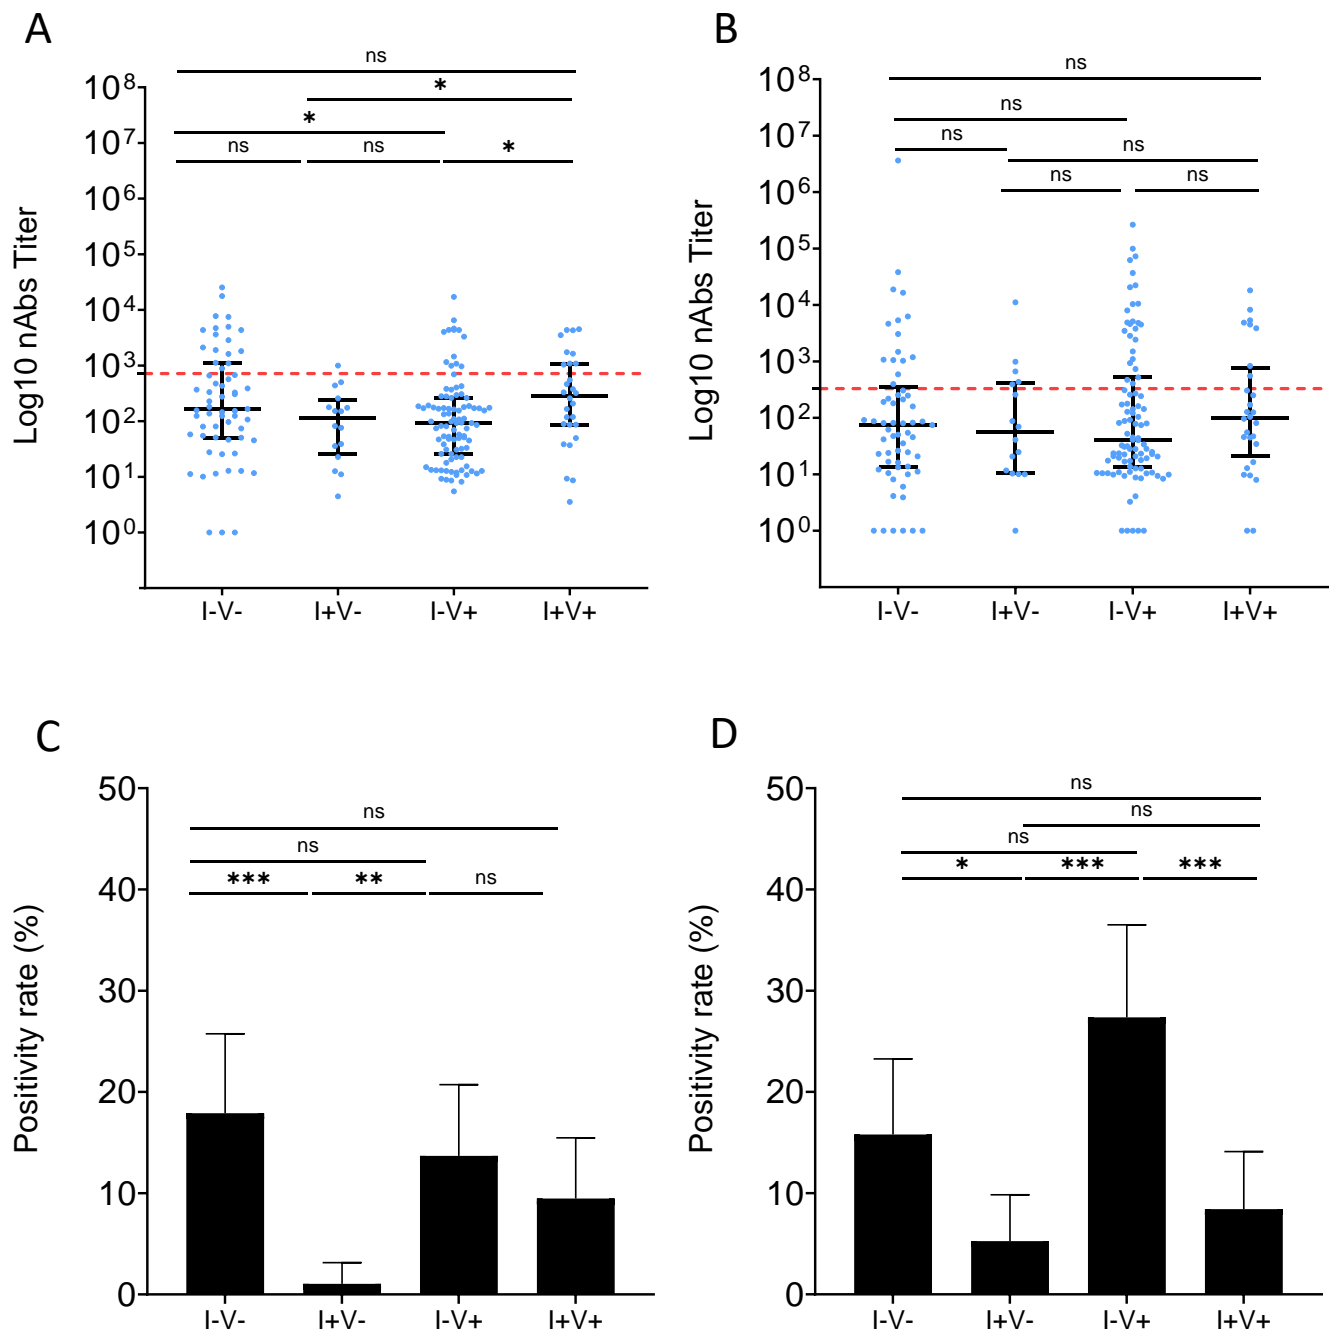 A
ns
*
*
ns
ns
*
Log10 nAbs Titer
10⁸
10⁷
10⁶
10⁵
10⁴
10³
10²
10¹
10⁰
I-V- I+V- I-V+ I+V+
B
ns
ns
ns
ns
ns
ns
Log10 nAbs Titer
10⁸
10⁷
10⁶
10⁵
10⁴
10³
10²
10¹
10⁰
I-V- I+V- I-V+ I+V+
C
ns
ns
*** ** ns
Positivity rate (%)
50
40
30
20
10
0
I-V- I+V- I-V+ I+V+
D
ns
ns
ns
* *** ***
Positivity rate (%)
50
40
30
20
10
0
I-V- I+V- I-V+ I+V+